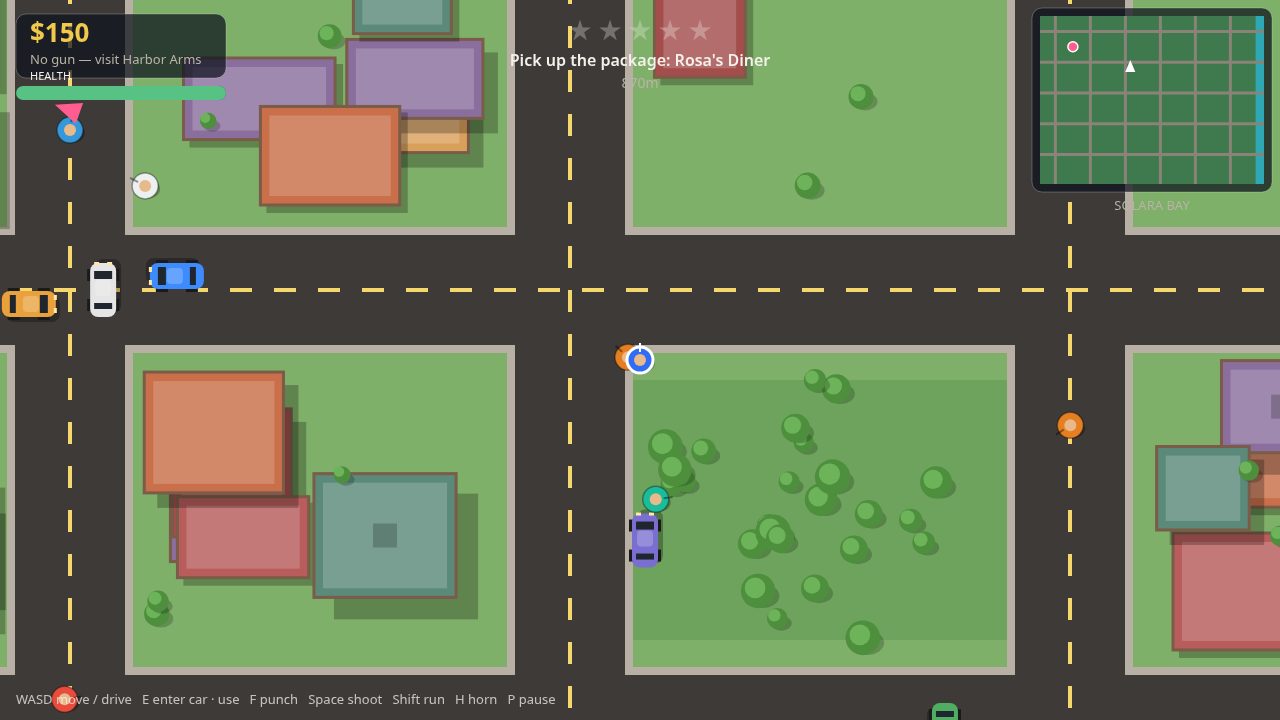 $150
No gun — visit Harbor Arms
HEALTH
Pick up the package: Rosa's Diner
870m
SOLARA BAY
WASD move / drive E enter car · use F punch Space shoot Shift run H horn P pause